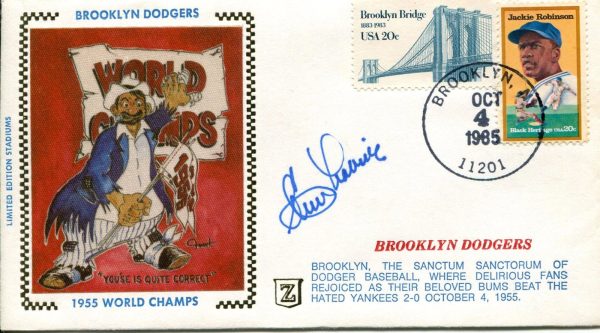 BROOKLYN DODGERS
LIMITED EDITION STADIUMS
WORLD
CHAMPS
"YOU'SE IS QUITE CORRECT"
1955 WORLD CHAMPS
Brooklyn Bridge
1883-1983
USA 20c
Jackie Robinson
Black Heritage USA 20c
BROOKLYN,
OCT
4
1985
11201
Z
BROOKLYN DODGERS
BROOKLYN, THE SANCTUM SANCTORUM OF
DODGER BASEBALL, WHERE DELIRIOUS FANS
REJOICED AS THEIR BELOVED BUMS BEAT THE
HATED YANKEES 2-0 OCTOBER 4, 1955.